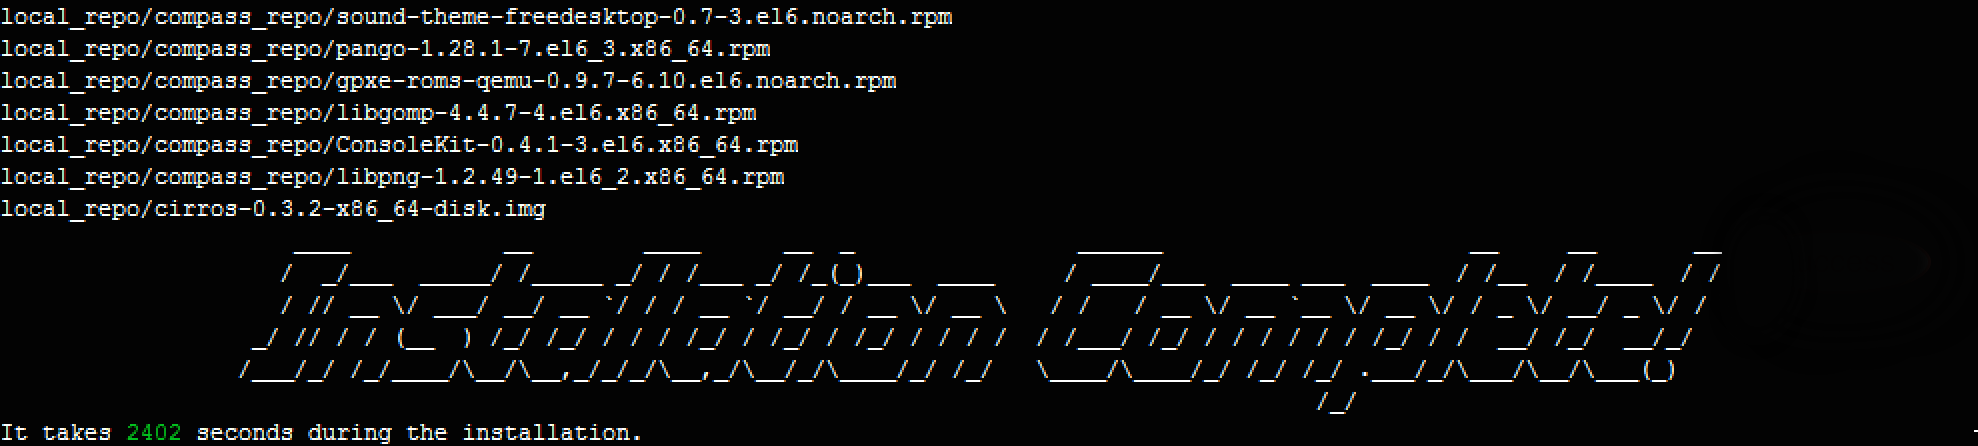 local_repo/compass_repo/sound-theme-freedesktop-0.7-3.el6.noarch.rpm
local_repo/compass_repo/pango-1.28.1-7.el6_3.x86_64.rpm
local_repo/compass_repo/gpxe-roms-qemu-0.9.7-6.10.el6.noarch.rpm
local_repo/compass_repo/libgomp-4.4.7-4.el6.x86_64.rpm
local_repo/compass_repo/ConsoleKit-0.4.1-3.el6.x86_64.rpm
local_repo/compass_repo/libpng-1.2.49-1.el6_2.x86_64.rpm
local_repo/cirros-0.3.2-x86_64-disk.img
Installation Complete!
It takes 2402 seconds during the installation.